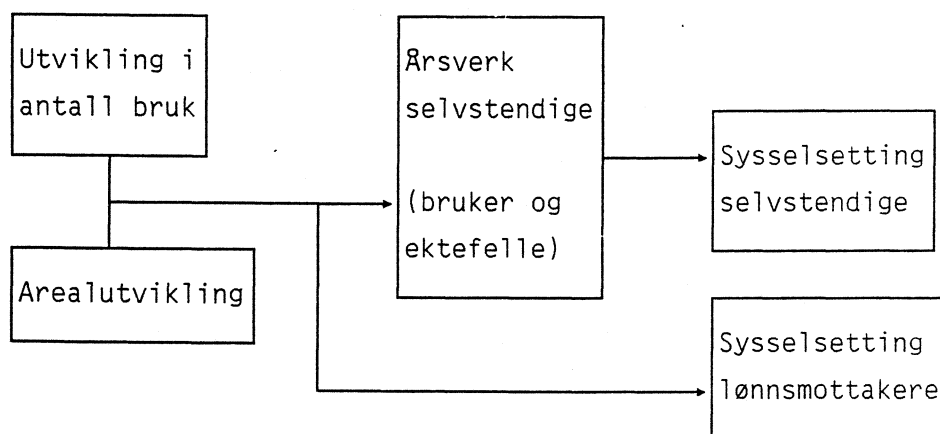 Utvikling i
antall bruk
Arealutvikling
Årsverk
selvstendige
(bruker og
ektefelle)
Sysselsetting
selvstendige
Sysselsetting
lønnsmottakere